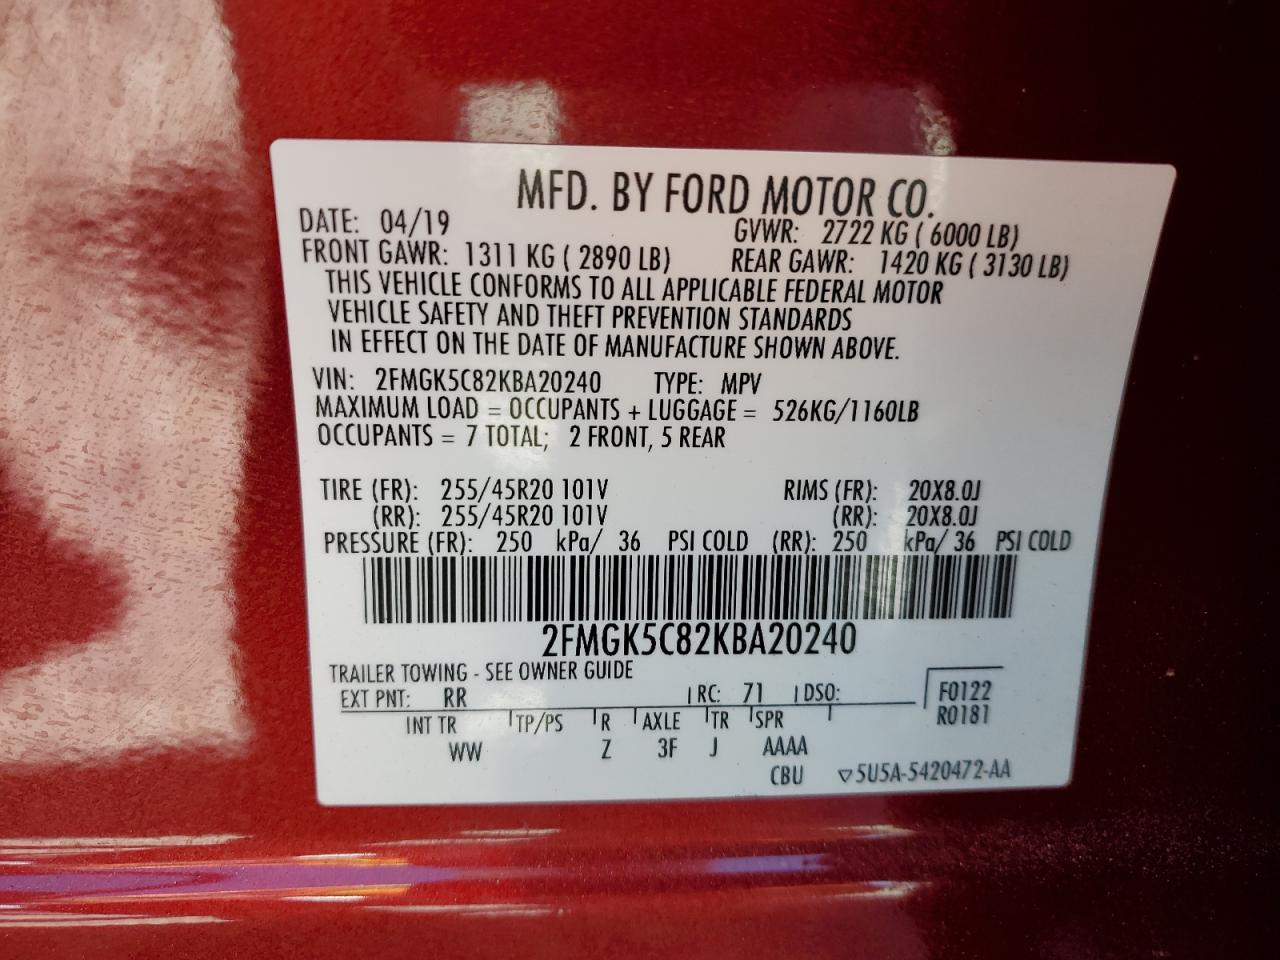 MFD. BY FORD MOTOR CO.
DATE: 04/19 GVWR: 2722 KG ( 6000 LB)
FRONT GAWR: 1311 KG ( 2890 LB) REAR GAWR: 1420 KG ( 3130 LB)
THIS VEHICLE CONFORMS TO ALL APPLICABLE FEDERAL MOTOR
VEHICLE SAFETY AND THEFT PREVENTION STANDARDS
IN EFFECT ON THE DATE OF MANUFACTURE SHOWN ABOVE.
VIN: 2FMGK5C82KBA20240 TYPE: MPV
MAXIMUM LOAD = OCCUPANTS + LUGGAGE = 526KG/1160LB
OCCUPANTS = 7 TOTAL; 2 FRONT, 5 REAR
TIRE (FR): 255/45R20 101V RIMS (FR): 20X8.0J
(RR): 255/45R20 101V (RR): 20X8.0J
PRESSURE (FR): 250 kPa/ 36 PSI COLD (RR): 250 kPa/ 36 PSI COLD
2FMGK5C82KBA20240
TRAILER TOWING - SEE OWNER GUIDE
EXT PNT: RR RC: 71 DSO: F0122
R0181
INT TR TP/PS R AXLE TR SPR
WW Z 3F J AAAA
CBU ▽5U5A-5420472-AA